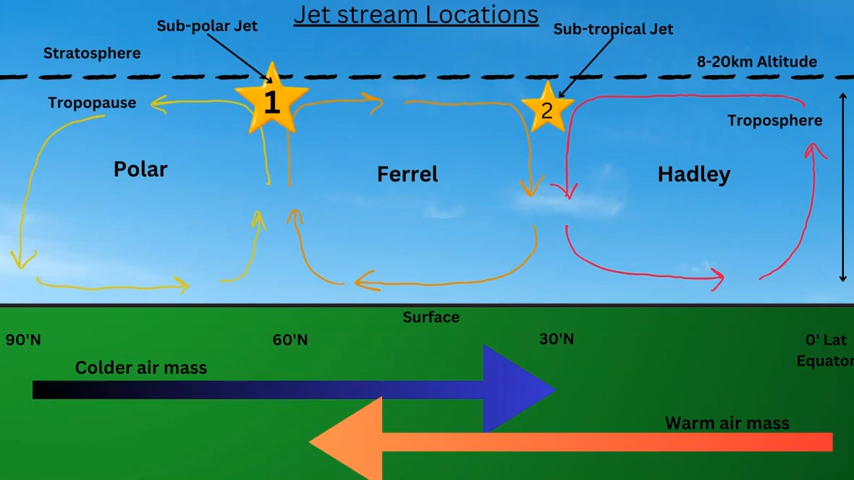 Jet stream Locations
Sub-polar Jet
Sub-tropical Jet
Stratosphere
8-20km Altitude
Tropopause
1
2
Troposphere
Polar
Ferrel
Hadley
Surface
90'N
60'N
30'N
0' Lat
Equator
Colder air mass
Warm air mass